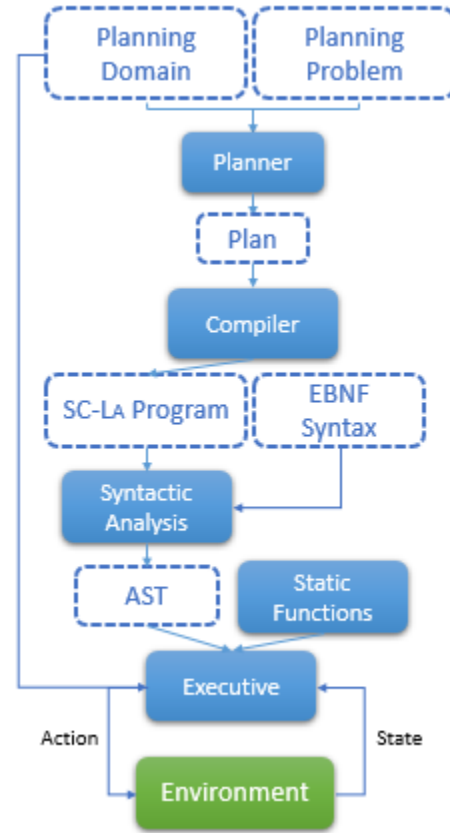 Planning
Domain
Planning
Problem
Planner
Plan
Compiler
SC-LA Program
EBNF
Syntax
Syntactic
Analysis
AST
Static
Functions
Executive
Action
State
Environment